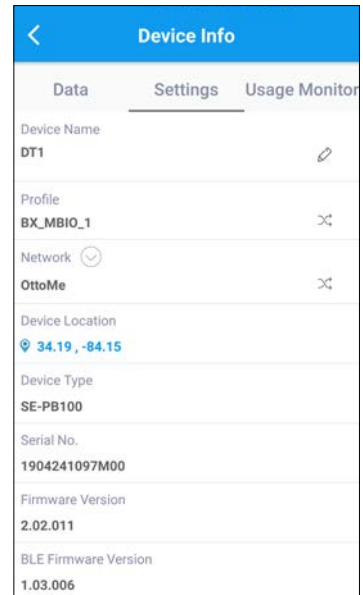 Device Info
Data Settings Usage Monitor
Device Name
DT1
Profile
BX_MBIO_1
Network
OttoMe
Device Location
34.19 , -84.15
Device Type
SE-PB100
Serial No.
1904241097M00
Firmware Version
2.02.011
BLE Firmware Version
1.03.006